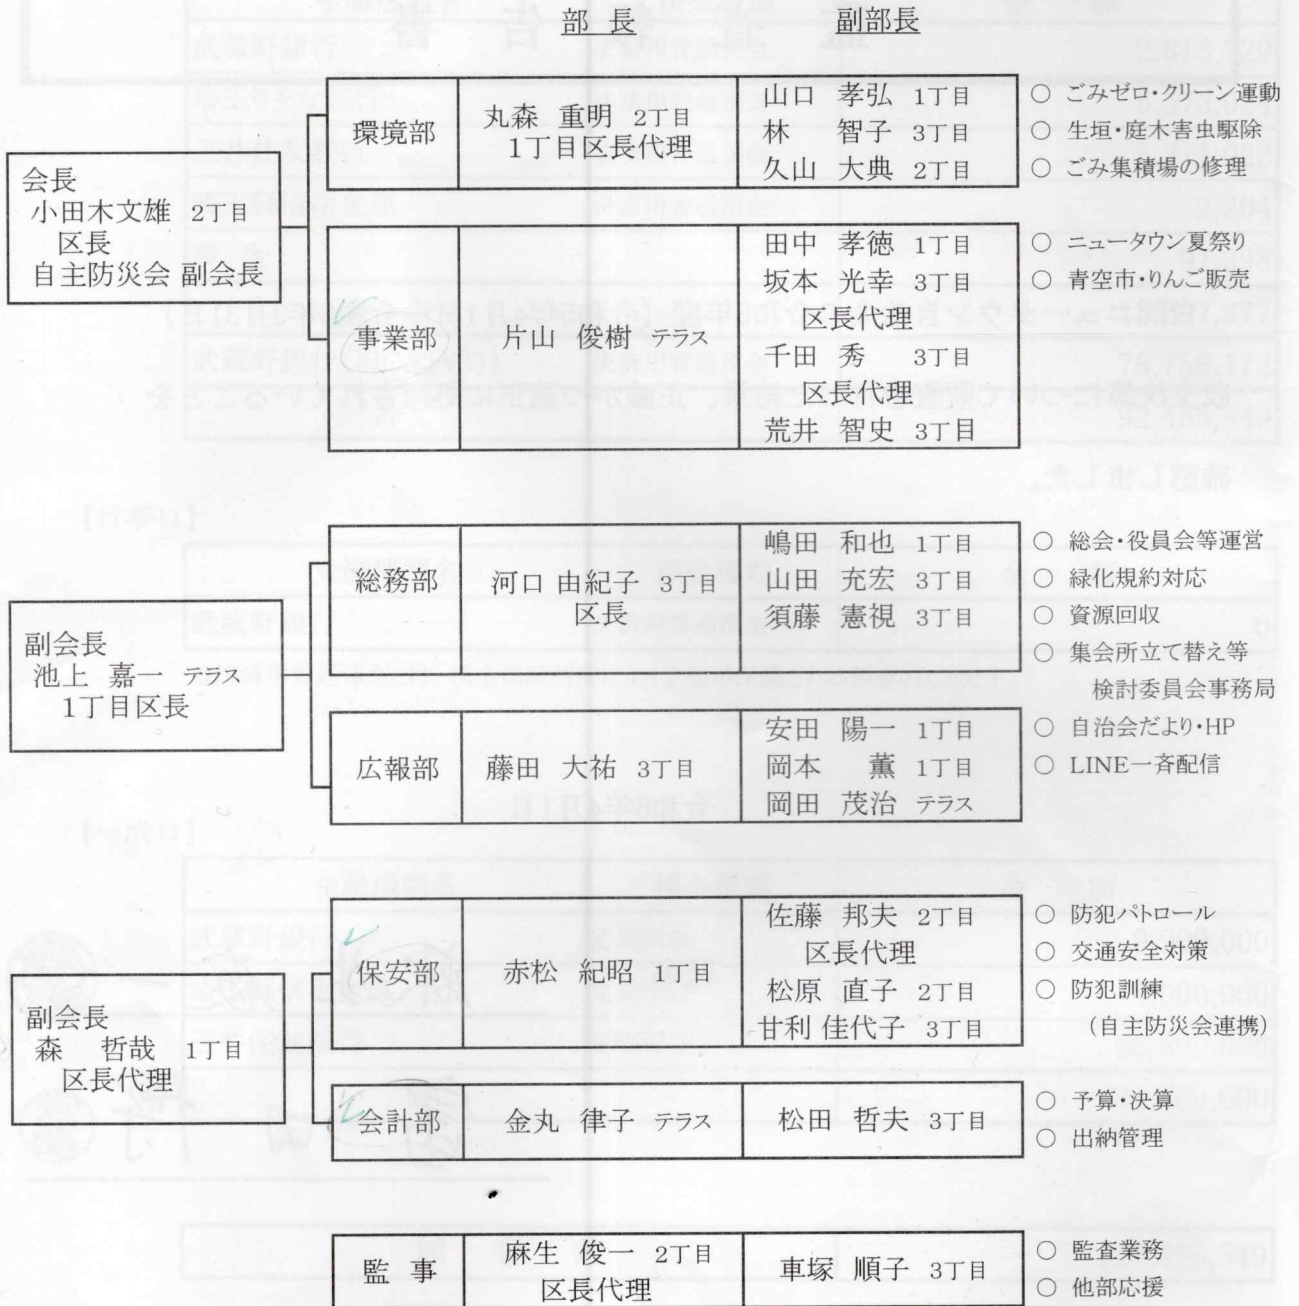 部 長　副部長
環境部　丸森 重明 2丁目　山口 孝弘 1丁目　○ ごみゼロ・クリーン運動
1丁目区長代理　林 智子 3丁目　○ 生垣・庭木害虫駆除
久山 大典 2丁目　○ ごみ集積場の修理
会長
小田木文雄 2丁目
区長
自主防災会 副会長
事業部　片山 俊樹 テラス
田中 孝徳 1丁目　○ ニュータウン夏祭り
坂本 光幸 3丁目　○ 青空市・りんご販売
区長代理
千田 秀 3丁目
区長代理
荒井 智史 3丁目
総務部　河口 由紀子 3丁目
区長
嶋田 和也 1丁目　○ 総会・役員会等運営
山田 充宏 3丁目　○ 緑化規約対応
須藤 憲視 3丁目　○ 資源回収
○ 集会所立て替え等
検討委員会事務局
副会長
池上 嘉一 テラス
1丁目区長
広報部　藤田 大祐 3丁目
安田 陽一 1丁目　○ 自治会だより・HP
岡本 薫 1丁目　○ LINE一斉配信
岡田 茂治 テラス
保安部　赤松 紀昭 1丁目
佐藤 邦夫 2丁目　○ 防犯パトロール
区長代理　○ 交通安全対策
松原 直子 2丁目　○ 防犯訓練
甘利 佳代子 3丁目　（自主防災会連携）
副会長
森 哲哉 1丁目
区長代理
会計部　金丸 律子 テラス　松田 哲夫 3丁目　○ 予算・決算
○ 出納管理
監 事　麻生 俊一 2丁目　車塚 順子 3丁目　○ 監査業務
区長代理　○ 他部応援